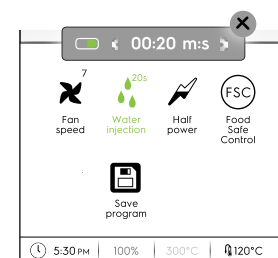 00:20 m:s
7
20s
FSC
Fan speed
Water injection
Half power
Food Safe Control
Save program
5:30 PM
100%
300°C
120°C